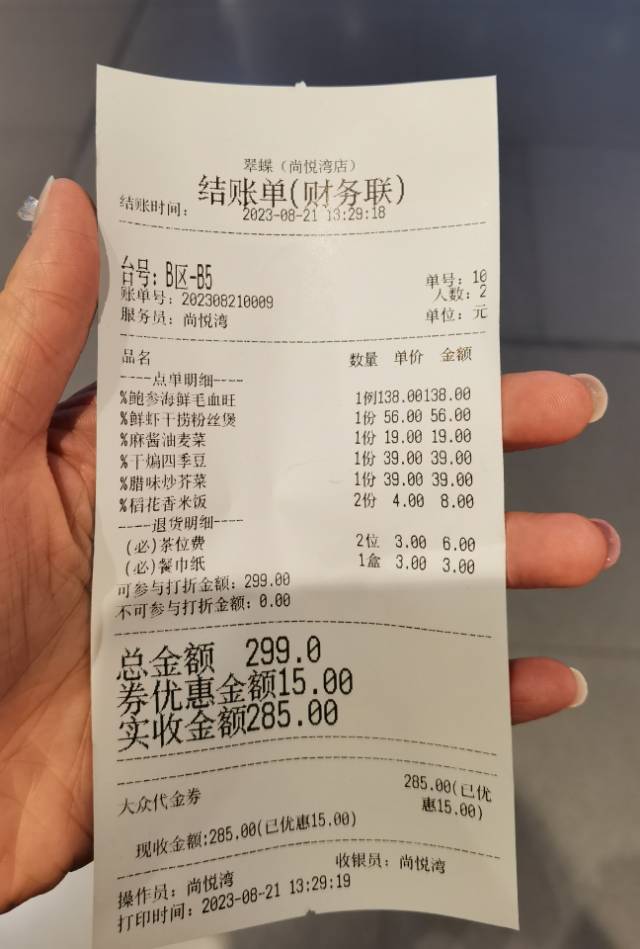 翠蝶（尚悦湾店）
结账单(财务联)
结账时间： 2023-08-21 13:29:18
台号：B区-B5 单号：10
账单号：202308210009 人数：2
服务员：尚悦湾 单位：元
品名 数量 单价 金额
----点单明细----
%鲍参海鲜毛血旺 1例138.00138.00
%鲜虾干捞粉丝煲 1份 56.00 56.00
%麻酱油麦菜 1份 19.00 19.00
%干煸四季豆 1份 39.00 39.00
%腊味炒芥菜 1份 39.00 39.00
%稻花香米饭 2份 4.00 8.00
----退货明细----
(必)茶位费 2位 3.00 6.00
(必)餐巾纸 1盒 3.00 3.00
可参与打折金额：299.00
不可参与打折金额：0.00
总金额 299.0
券优惠金额15.00
实收金额285.00
大众代金券 285.00(已优
惠15.00)
现收金额:285.00(已优惠15.00)
操作员：尚悦湾 收银员：尚悦湾
打印时间：2023-08-21 13:29:19